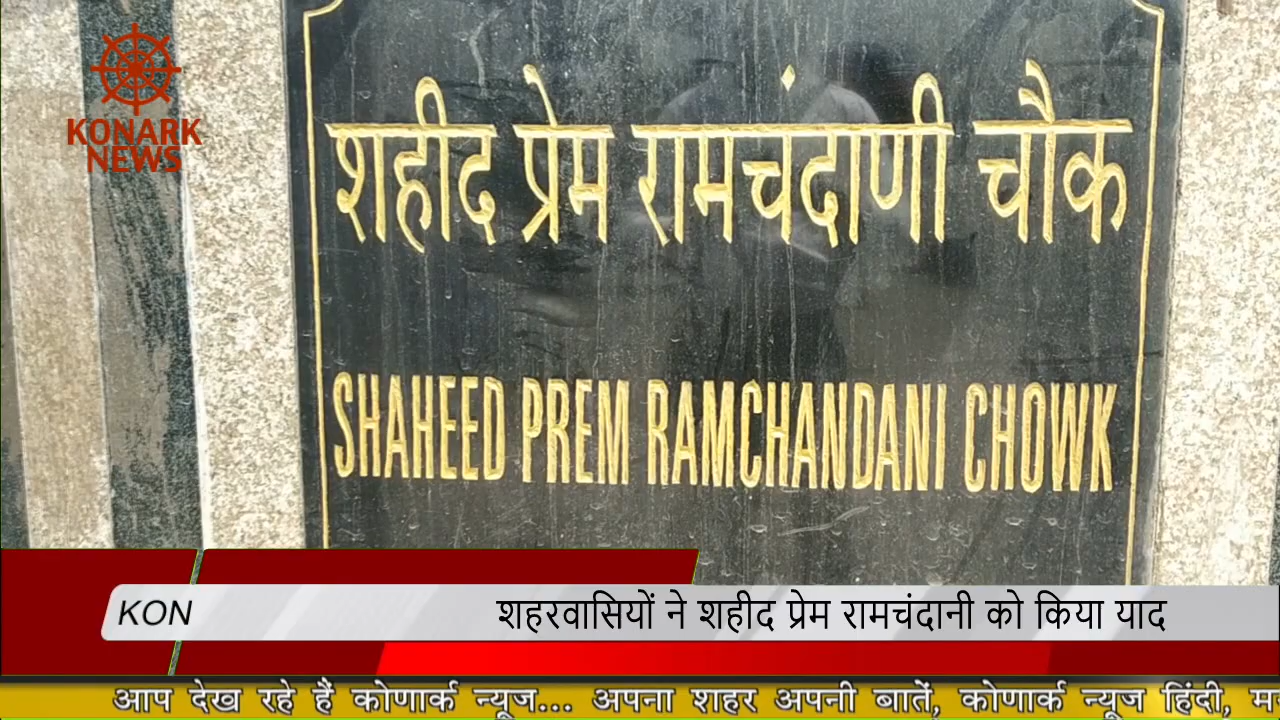 KONARK
NEWS
शहीद प्रेम रामचंदाणी चौक
SHAHEED PREM RAMCHANDANI CHOWK
KON
शहरवासियों ने शहीद प्रेम रामचंदानी को किया याद
आप देख रहे हैं कोणार्क न्यूज... अपना शहर अपनी बातें, कोणार्क न्यूज हिंदी,